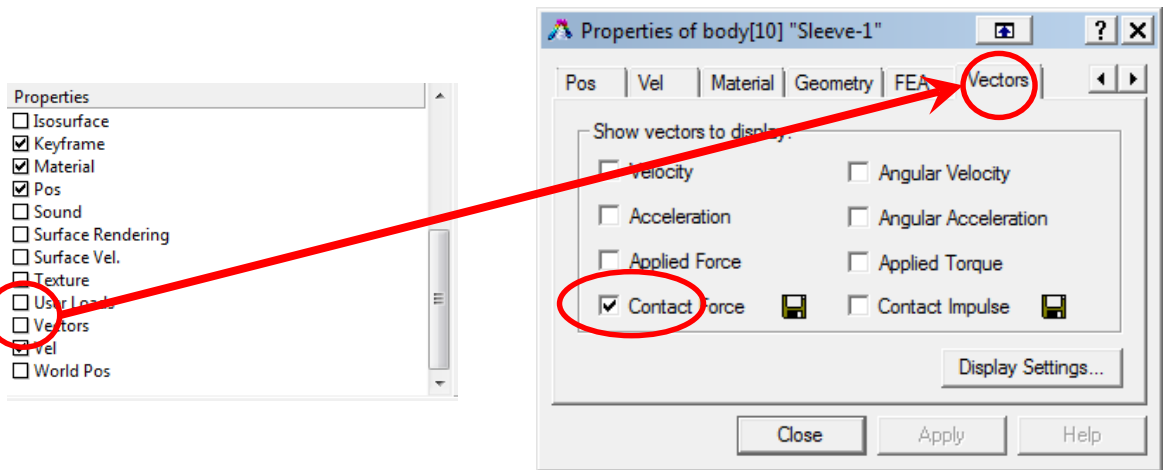 Properties
Isosurface
Keyframe
Material
Pos
Sound
Surface Rendering
Surface Vel.
Texture
User Loads
Vectors
Vel
World Pos
Properties of body[10] "Sleeve-1"
Pos Vel Material Geometry FEA Vectors
Show vectors to display:
Velocity Angular Velocity
Acceleration Angular Acceleration
Applied Force Applied Torque
Contact Force Contact Impulse
Display Settings...
Close Apply Help